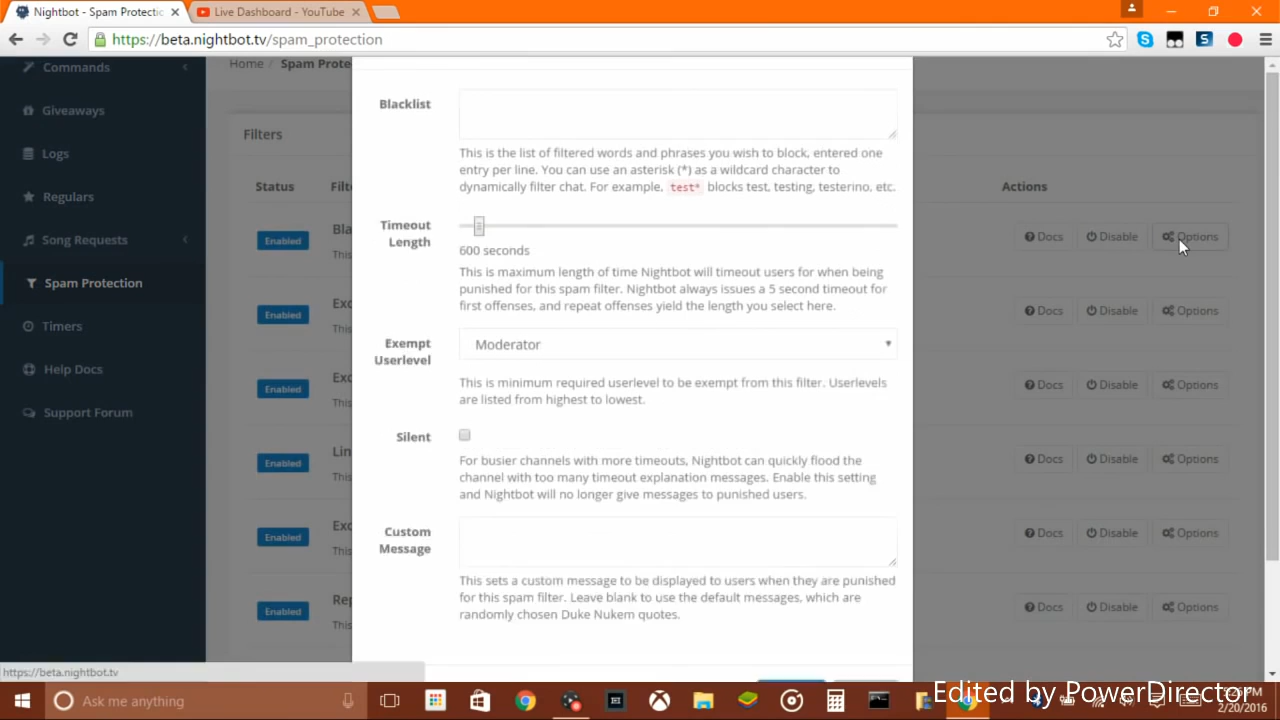 Nightbot - Spam Protectic
Live Dashboard - YouTube
https://beta.nightbot.tv/spam_protection
Commands
Giveaways
Logs
Regulars
Song Requests
Spam Protection
Timers
Help Docs
Support Forum
Home / Spam Prote
Filters
Status
Filte
Actions
Enabled
Bla
This
Docs
Disable
Options
Enabled
Exc
This
Docs
Disable
Options
Enabled
Exc
This
Docs
Disable
Options
Enabled
Lin
This
Docs
Disable
Options
Enabled
Exc
This
Docs
Disable
Options
Enabled
Rep
This
Docs
Disable
Options
Blacklist
This is the list of filtered words and phrases you wish to block, entered one
entry per line. You can use an asterisk (*) as a wildcard character to
dynamically filter chat. For example, test* blocks test, testing, testerino, etc.
Timeout
Length
600 seconds
This is maximum length of time Nightbot will timeout users for when being
punished for this spam filter. Nightbot always issues a 5 second timeout for
first offenses, and repeat offenses yield the length you select here.
Exempt
Userlevel
Moderator
This is minimum required userlevel to be exempt from this filter. Userlevels
are listed from highest to lowest.
Silent
For busier channels with more timeouts, Nightbot can quickly flood the
channel with too many timeout explanation messages. Enable this setting
and Nightbot will no longer give messages to punished users.
Custom
Message
This sets a custom message to be displayed to users when they are punished
for this spam filter. Leave blank to use the default messages, which are
randomly chosen Duke Nukem quotes.
https://beta.nightbot.tv
Ask me anything
Edited by PowerDirector
2/20/2016